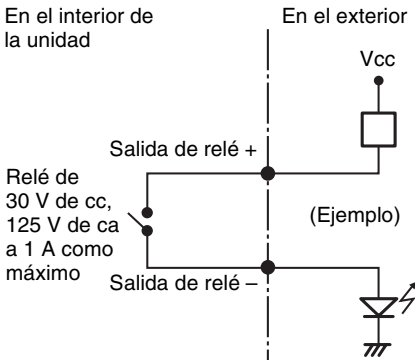 En el interior de
la unidad
En el exterior
Vcc
Salida de relé +
Relé de
30 V de cc,
125 V de ca
a 1 A como
máximo
(Ejemplo)
Salida de relé –